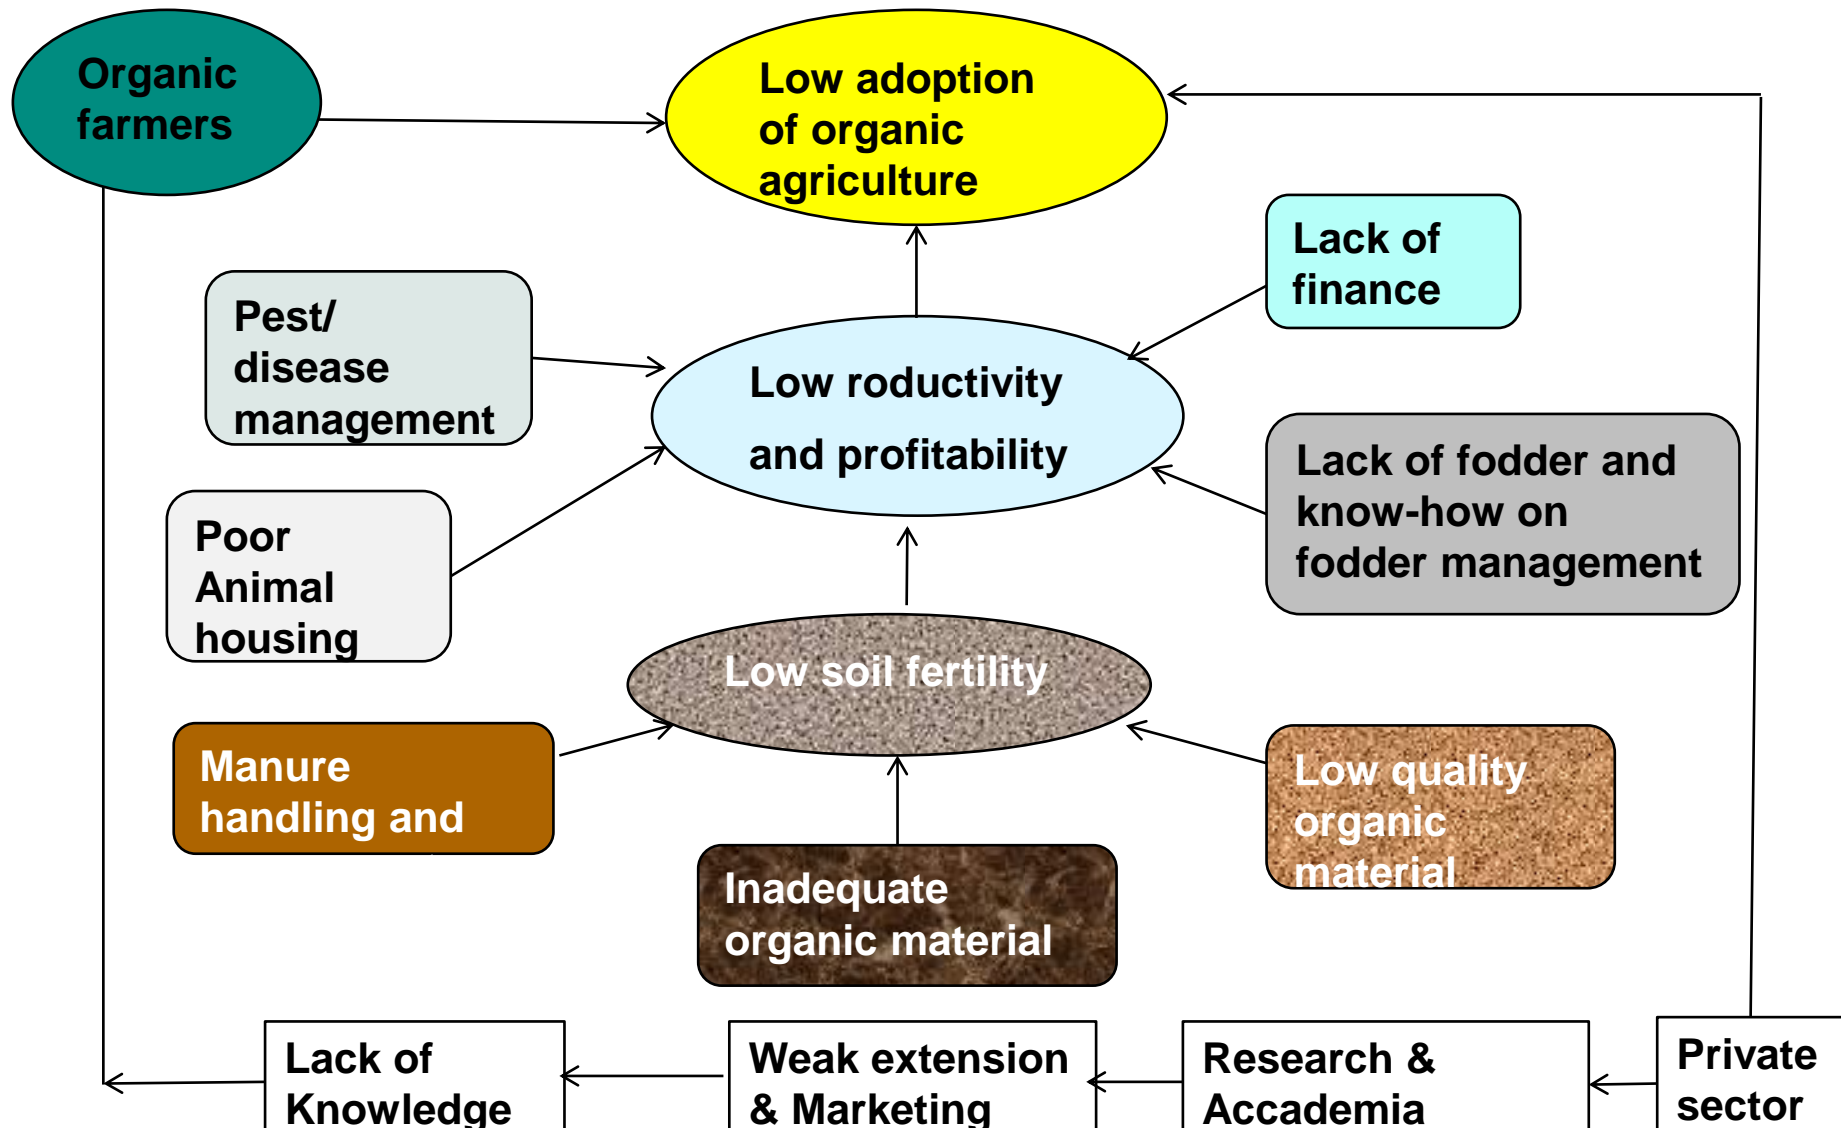 Organic
farmers
Low adoption
of organic
agriculture
Lack of
finance
Pest/
disease
management
Low roductivity
and profitability
Lack of fodder and
know-how on
fodder management
Poor
Animal
housing
Low soil fertility
Manure
handling and
Low quality
organic
material
Inadequate
organic material
Lack of
Knowledge
Weak extension
& Marketing
Research &
Accademia
Private
sector